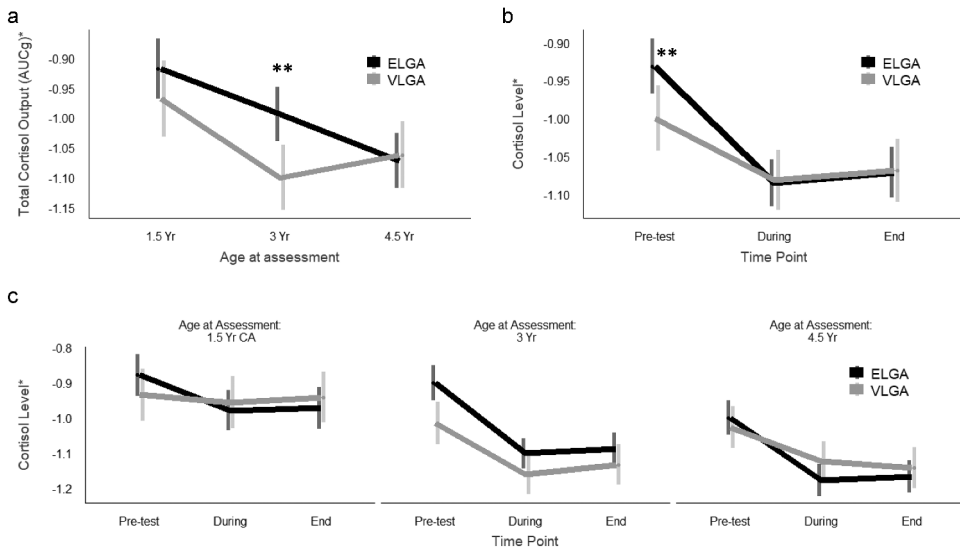 a
Total Cortisol Output (AUCg)*
-0.90
-0.95
-1.00
-1.05
-1.10
-1.15
**
ELGA
VLGA
1.5 Yr
3 Yr
4.5 Yr
Age at assessment
b
Cortisol Level*
-0.90
-0.95
-1.00
-1.05
-1.10
**
ELGA
VLGA
Pre-test
During
End
Time Point
c
Cortisol Level*
-0.8
-0.9
-1.0
-1.1
-1.2
Age at Assessment:
1.5 Yr CA
Pre-test
During
End
Age at Assessment:
3 Yr
Pre-test
During
End
Age at Assessment:
4.5 Yr
ELGA
VLGA
Pre-test
During
End
Time Point